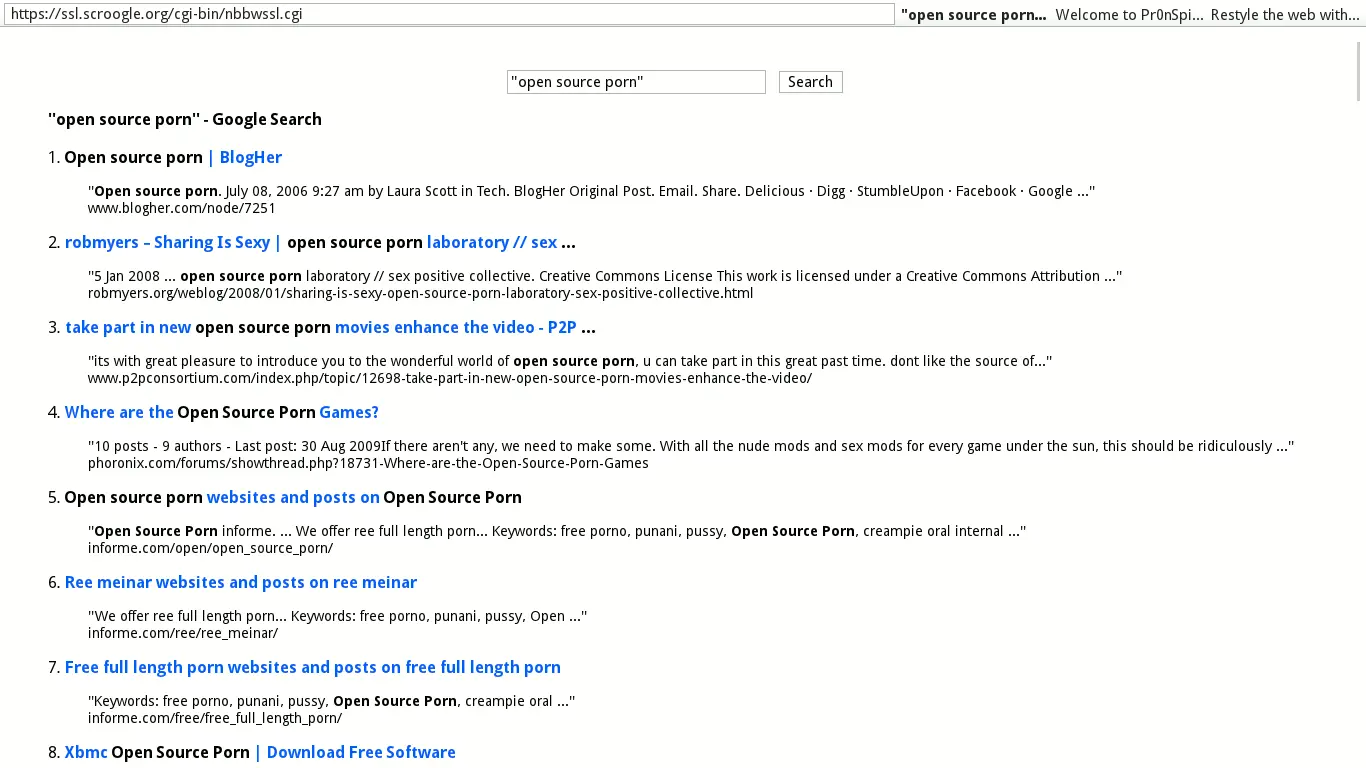 https://ssl.scroogle.org/cgi-bin/nbbwssl.cgi "open source porn... Welcome to Pr0nSpi... Restyle the web with...
"open source porn" Search
"open source porn" - Google Search
1. Open source porn | BlogHer
"Open source porn. July 08, 2006 9:27 am by Laura Scott in Tech. BlogHer Original Post. Email. Share. Delicious · Digg · StumbleUpon · Facebook · Google ..."
www.blogher.com/node/7251
2. robmyers – Sharing Is Sexy | open source porn laboratory // sex ...
"5 Jan 2008 ... open source porn laboratory // sex positive collective. Creative Commons License This work is licensed under a Creative Commons Attribution ..."
robmyers.org/weblog/2008/01/sharing-is-sexy-open-source-porn-laboratory-sex-positive-collective.html
3. take part in new open source porn movies enhance the video - P2P ...
"its with great pleasure to introduce you to the wonderful world of open source porn, u can take part in this great past time. dont like the source of..."
www.p2pconsortium.com/index.php/topic/12698-take-part-in-new-open-source-porn-movies-enhance-the-video/
4. Where are the Open Source Porn Games?
"10 posts - 9 authors - Last post: 30 Aug 2009If there aren't any, we need to make some. With all the nude mods and sex mods for every game under the sun, this should be ridiculously ..."
phoronix.com/forums/showthread.php?18731-Where-are-the-Open-Source-Porn-Games
5. Open source porn websites and posts on Open Source Porn
"Open Source Porn informe. ... We offer ree full length porn... Keywords: free porno, punani, pussy, Open Source Porn, creampie oral internal ..."
informe.com/open/open_source_porn/
6. Ree meinar websites and posts on ree meinar
"We offer ree full length porn... Keywords: free porno, punani, pussy, Open ..."
informe.com/ree/ree_meinar/
7. Free full length porn websites and posts on free full length porn
"Keywords: free porno, punani, pussy, Open Source Porn, creampie oral ..."
informe.com/free/free_full_length_porn/
8. Xbmc Open Source Porn | Download Free Software